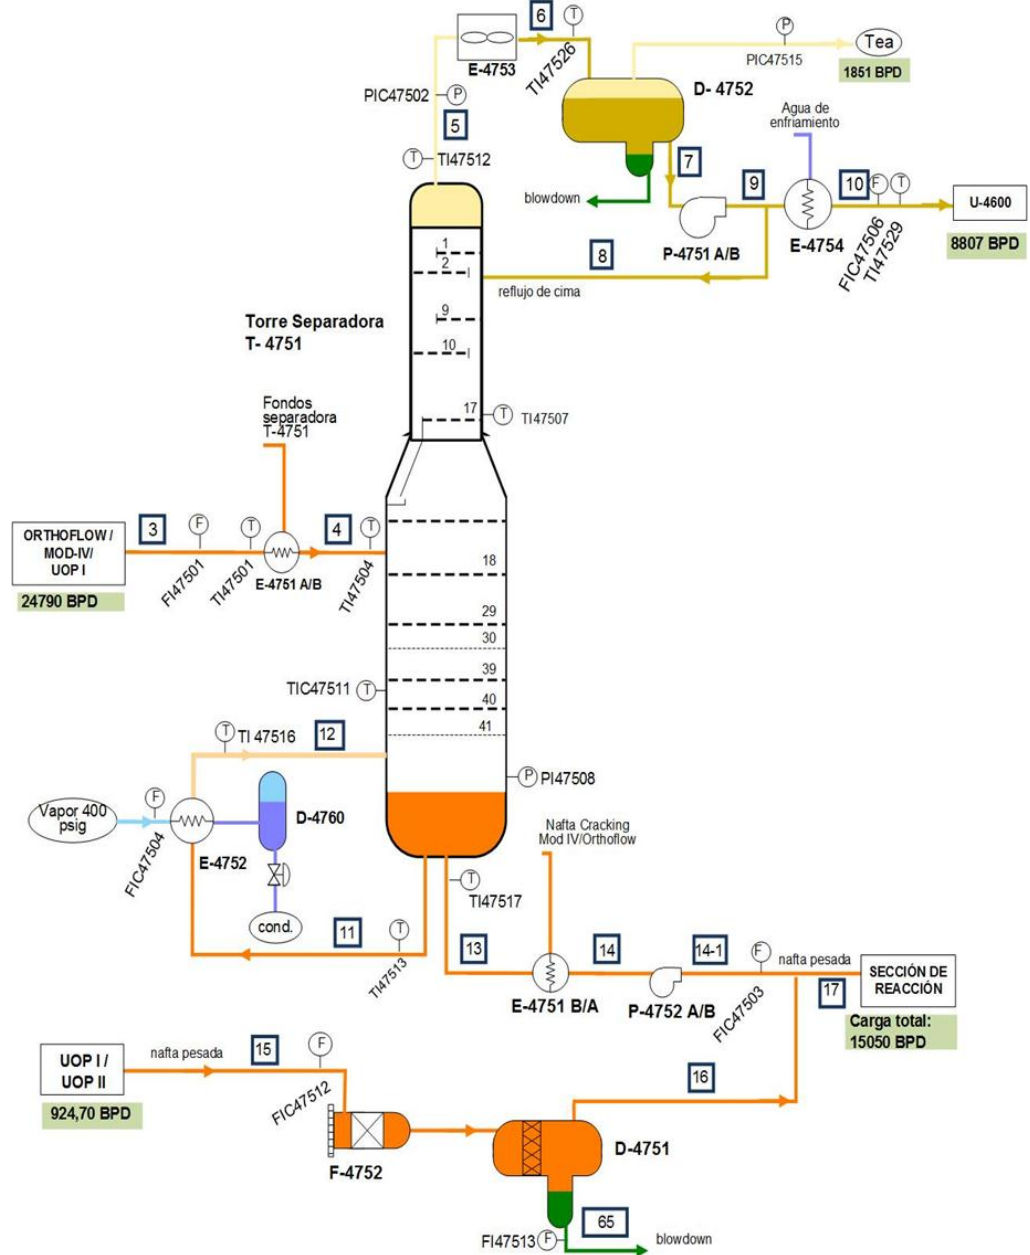 6
T
TI47526
E-4753
P
PIC47515
Tea
1851 BPD
PIC47502
P
5
D- 4752
T
TI47512
Agua de
enfriamiento
7
blowdown
P-4751 A/B
9
E-4754
10
F
T
FIC47506
TI47529
U-4600
8807 BPD
8
reflujo de cima
1
2
9
10
17
T
TI47507
Torre Separadora
T- 4751
Fondos
separadora
T-4751
ORTHOFLOW /
MOD-IV/
UOP I
24790 BPD
3
F
FI47501
T
TI47501
E-4751 A/B
4
T
TI47504
18
29
30
39
40
41
TIC47511
T
T
TI 47516
12
P
PI47508
Vapor 400
psig
F
FIC47504
E-4752
D-4760
cond.
11
T
TI47513
T
TI47517
13
Nafta Cracking
Mod IV/Orthoflow
E-4751 B/A
14
P-4752 A/B
14-1
F
FIC47503
nafta pesada
17
SECCIÓN DE
REACCIÓN
Carga total:
15050 BPD
UOP I /
UOP II
924,70 BPD
nafta pesada
15
F
FIC47512
F-4752
D-4751
16
FI47513
F
65
blowdown